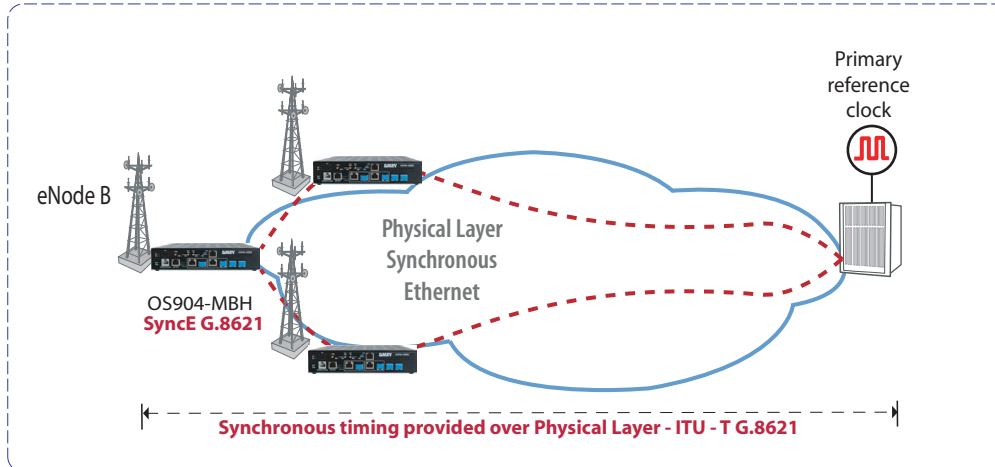 Primary
reference
clock
eNode B
Physical Layer
Synchronous
Ethernet
OS904-MBH
SyncE G.8621
Synchronous timing provided over Physical Layer - ITU - T G.8621